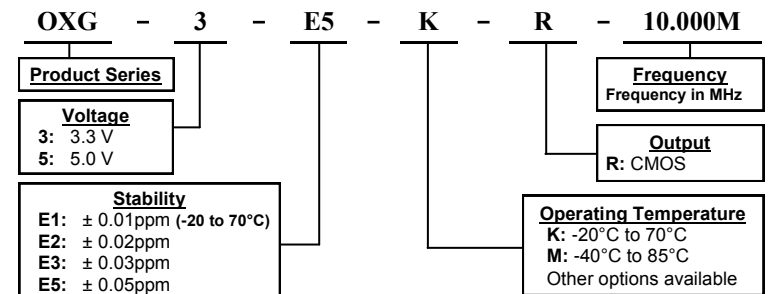 OXG – 3 – E5 – K – R – 10.000M
Product Series
Voltage
3: 3.3 V
5: 5.0 V
Stability
E1: ± 0.01ppm (-20 to 70°C)
E2: ± 0.02ppm
E3: ± 0.03ppm
E5: ± 0.05ppm
Frequency
Frequency in MHz
Output
R: CMOS
Operating Temperature
K: -20°C to 70°C
M: -40°C to 85°C
Other options available